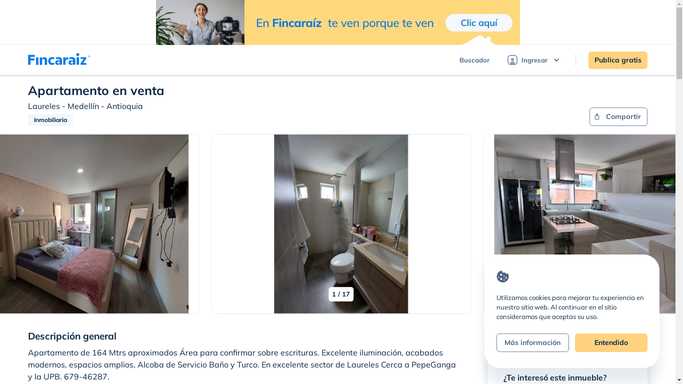 En Fincaraíz te ven porque te ven
Clic aquí
Fincaraiz
Buscador
Ingresar
Publica gratis
Apartamento en venta
Laureles - Medellín - Antioquia
Inmobiliaria
Compartir
1 / 17
Utilizamos cookies para mejorar tu experiencia en
nuestro sitio web. Al continuar en el sitio
consideramos que aceptas su uso.
Más información
Entendido
Descripción general
Apartamento de 164 Mtrs aproximados Área para confirmar sobre escrituras. Excelente iluminación, acabados
modernos, espacios amplios. Alcoba de Servicio Baño y Turco. En excelente sector de Laureles Cerca a PepeGanga
y la UPB. 679-46287.
¿Te interesó este inmueble?